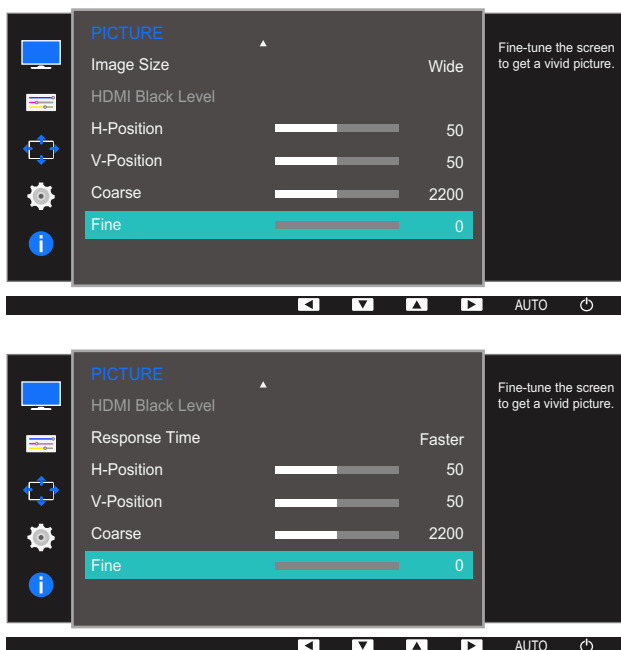 PICTURE
Image Size Wide
HDMI Black Level
H-Position 50
V-Position 50
Coarse 2200
Fine 0
Fine-tune the screen
to get a vivid picture.
AUTO
PICTURE
HDMI Black Level
Response Time Faster
H-Position 50
V-Position 50
Coarse 2200
Fine 0
Fine-tune the screen
to get a vivid picture.
AUTO